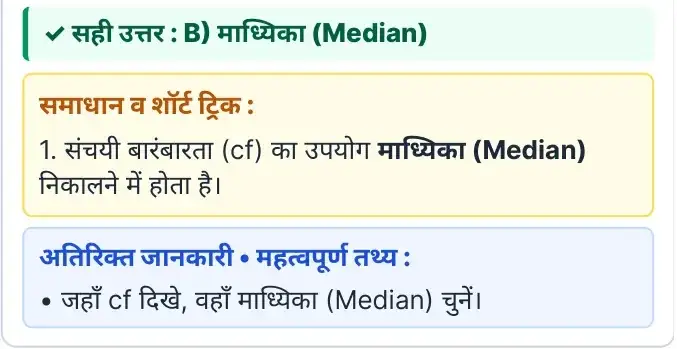 ✓ सही उत्तर : B) माध्यिका (Median)
समाधान व शॉर्ट ट्रिक :
1. संचयी बारंबारता (cf) का उपयोग माध्यिका (Median)
निकालने में होता है।
अतिरिक्त जानकारी • महत्वपूर्ण तथ्य :
• जहाँ cf दिखे, वहाँ माध्यिका (Median) चुनें।